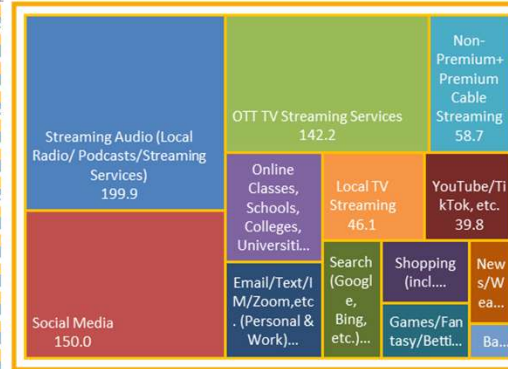 Streaming Audio (Local
Radio/ Podcasts/Streaming
Services)
199.9
Social Media
150.0
OTT TV Streaming Services
142.2
Non-
Premium+
Premium
Cable
Streaming
58.7
Online
Classes,
Schools,
Colleges,
Universiti...
Local TV
Streaming
46.1
YouTube/Ti
kTok, etc.
39.8
Email/Text/I
M/Zoom,etc
. (Personal &
Work)...
Search
(Googl
e,
Bing,
etc.)...
Shopping
(incl....
Games/Fan
tasy/Betti...
New
s/W
ea...
Ba...